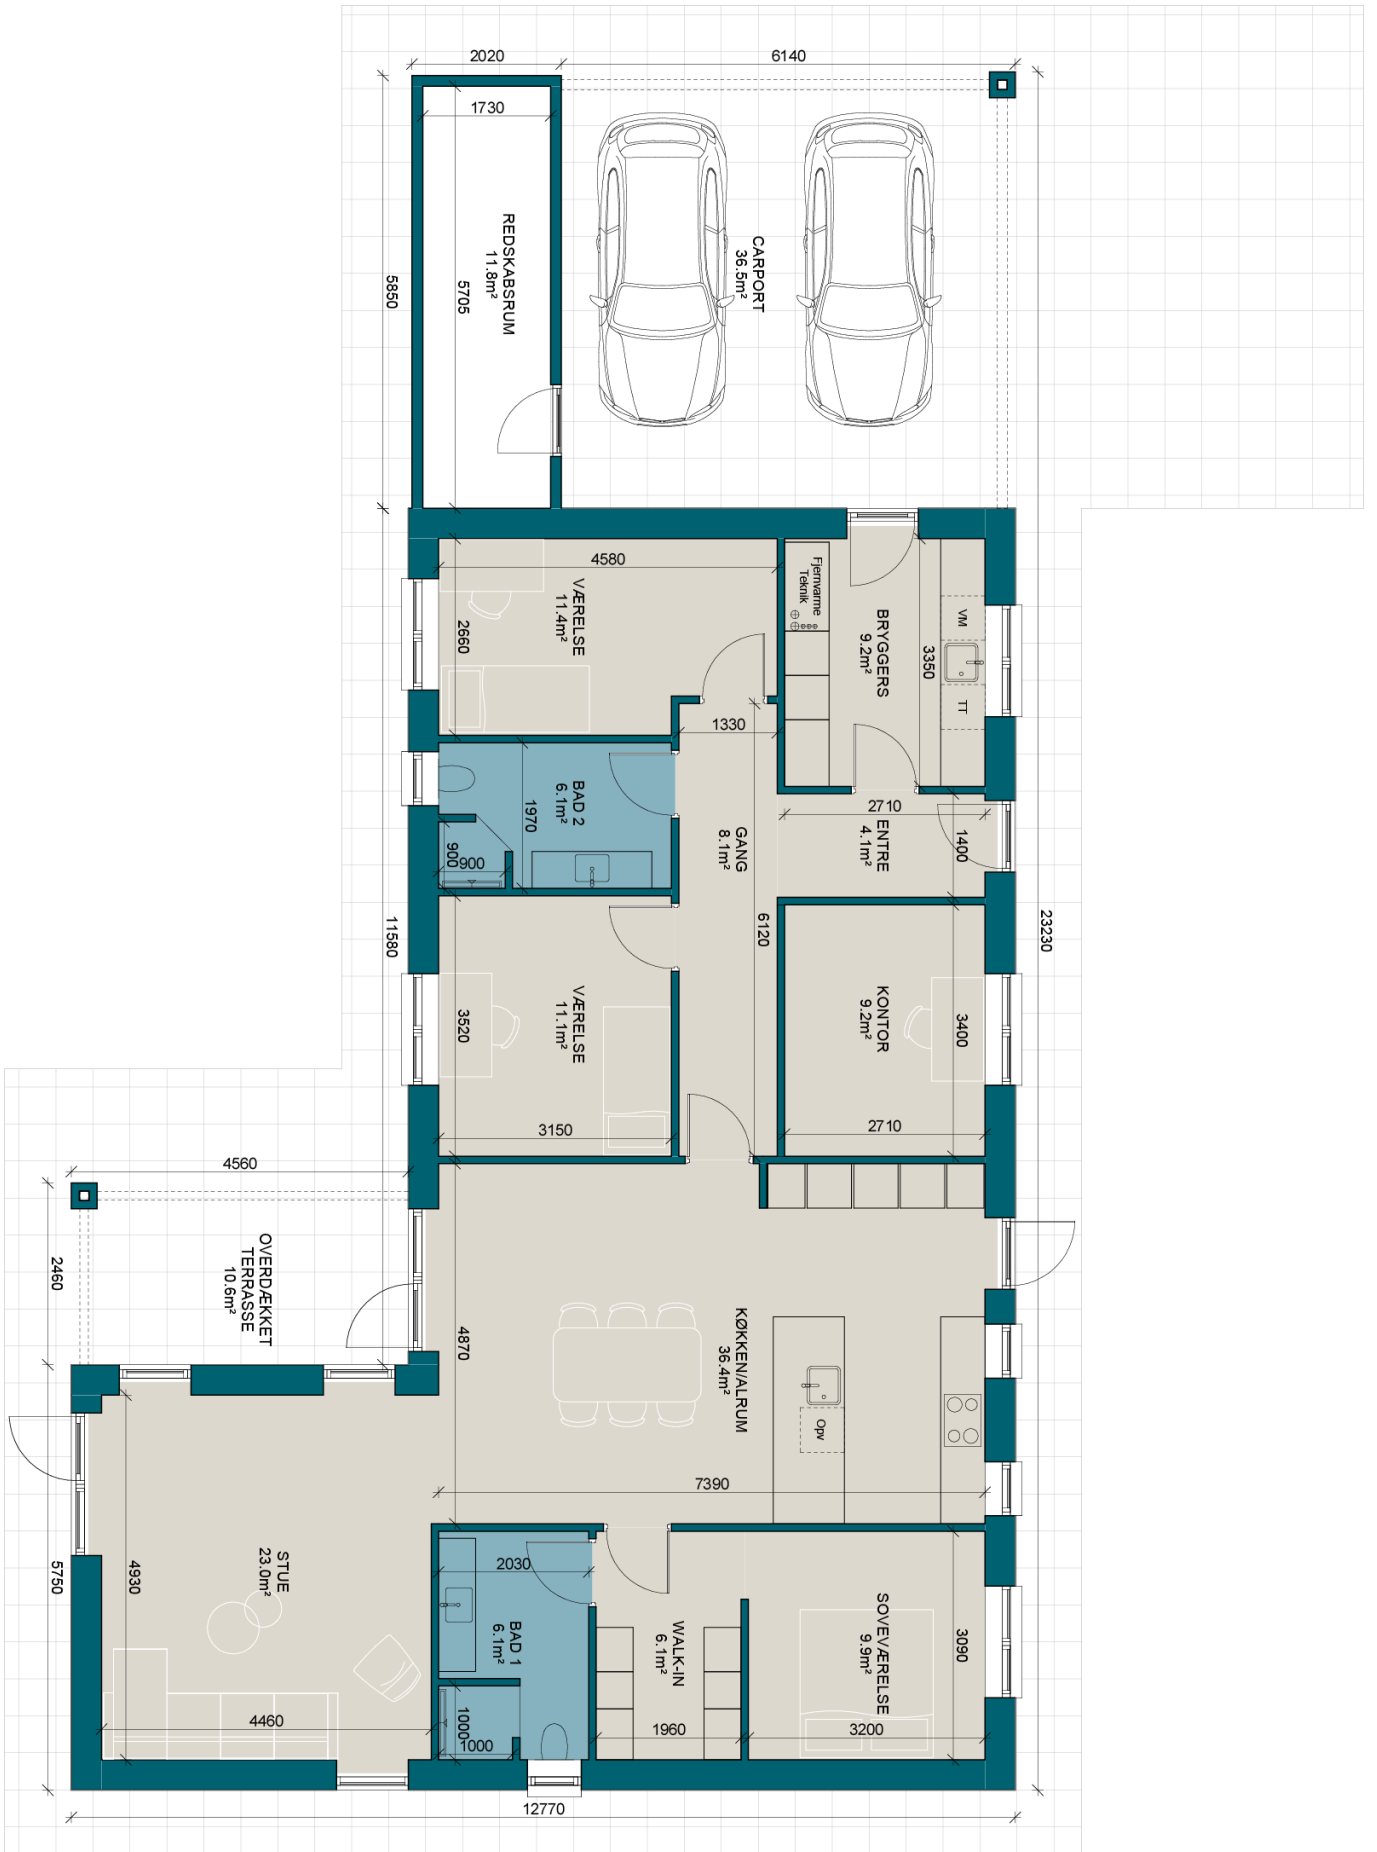 2020
6140
1730
REDSKABSRUM
11.8m²
CARPORT
36.5m²
5850
5705
4580
VÆRELSE
11.4m²
2660
Fjernvarme
Teknik
BRYGGERS
9.2m²
3350
VM
TT
1330
BAD 2
6.1m²
1970
900
900
GANG
8.1m²
2710
ENTRE
4.1m²
1400
11580
6120
23230
VÆRELSE
11.1m²
3520
3150
KONTOR
9.2m²
3400
2710
4560
OVERDÆKKET
TERRASSE
10.6m²
2460
4870
KØKKEN/ALRUM
36.4m²
Opv
7390
STUE
23.0m²
4930
5750
4460
2030
BAD 1
6.1m²
1000
1000
WALK-IN
6.1m²
1960
SOVEVÆRELSE
9.9m²
3090
3200
12770